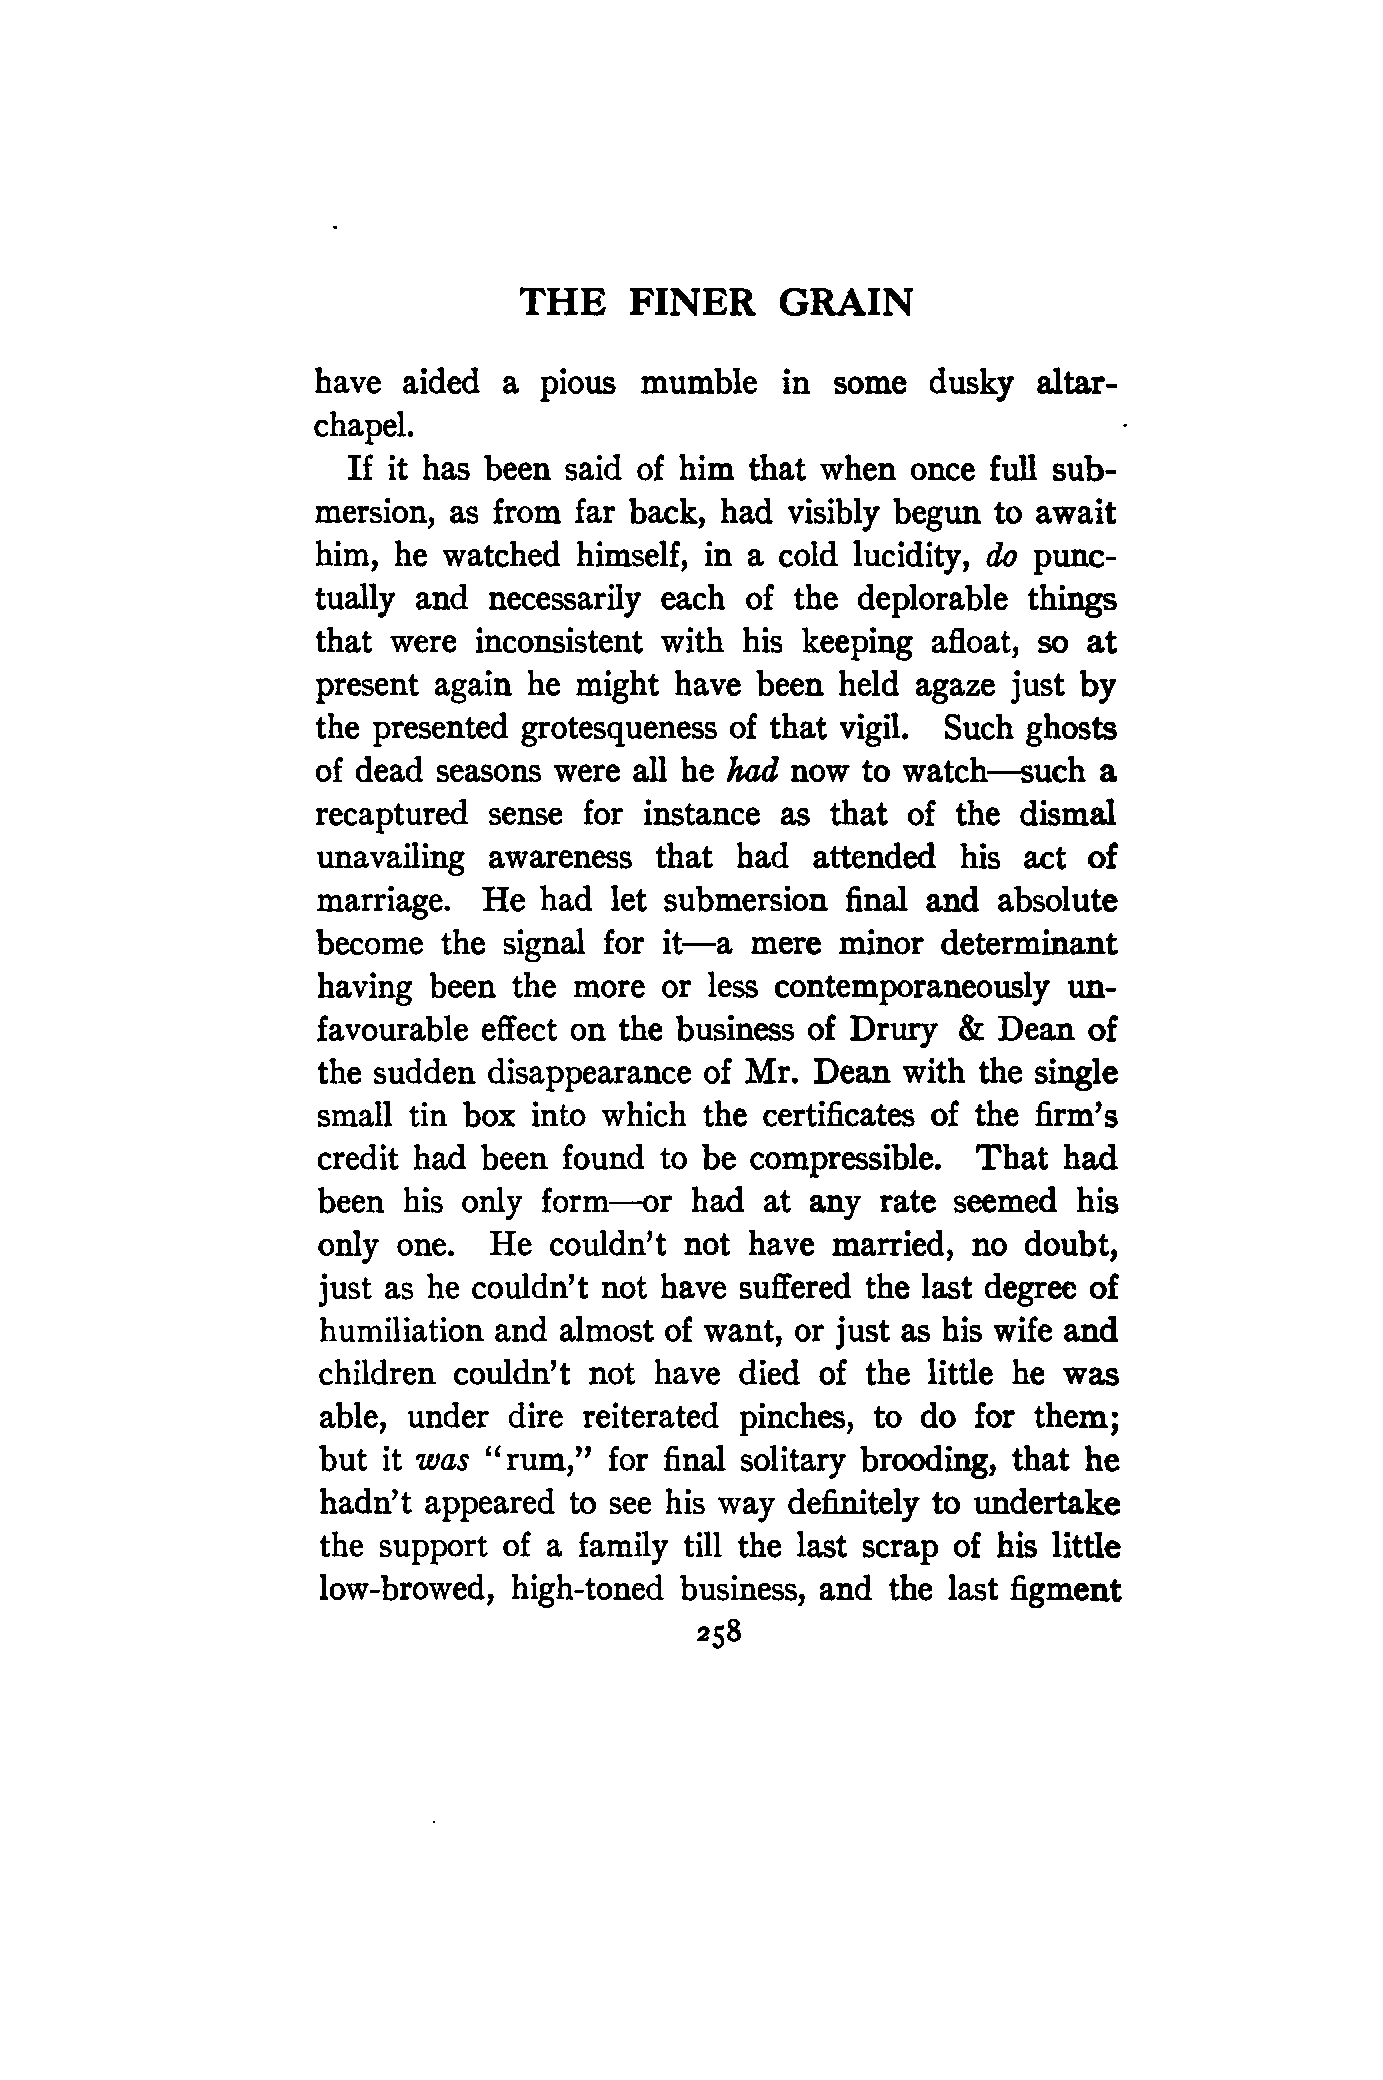 THE FINER GRAIN
have aided a pious mumble in some dusky altar-
chapel.
If it has been said of him that when once full sub-
mersion, as from far back, had visibly begun to await
him, he watched himself, in a cold lucidity, do punc-
tually and necessarily each of the deplorable things
that were inconsistent with his keeping afloat, so at
present again he might have been held agaze just by
the presented grotesqueness of that vigil. Such ghosts
of dead seasons were all he had now to watch—such a
recaptured sense for instance as that of the dismal
unavailing awareness that had attended his act of
marriage. He had let submersion final and absolute
become the signal for it—a mere minor determinant
having been the more or less contemporaneously un-
favourable effect on the business of Drury & Dean of
the sudden disappearance of Mr. Dean with the single
small tin box into which the certificates of the firm's
credit had been found to be compressible. That had
been his only form—or had at any rate seemed his
only one. He couldn't not have married, no doubt,
just as he couldn't not have suffered the last degree of
humiliation and almost of want, or just as his wife and
children couldn't not have died of the little he was
able, under dire reiterated pinches, to do for them;
but it was "rum," for final solitary brooding, that he
hadn't appeared to see his way definitely to undertake
the support of a family till the last scrap of his little
low-browed, high-toned business, and the last figment
258